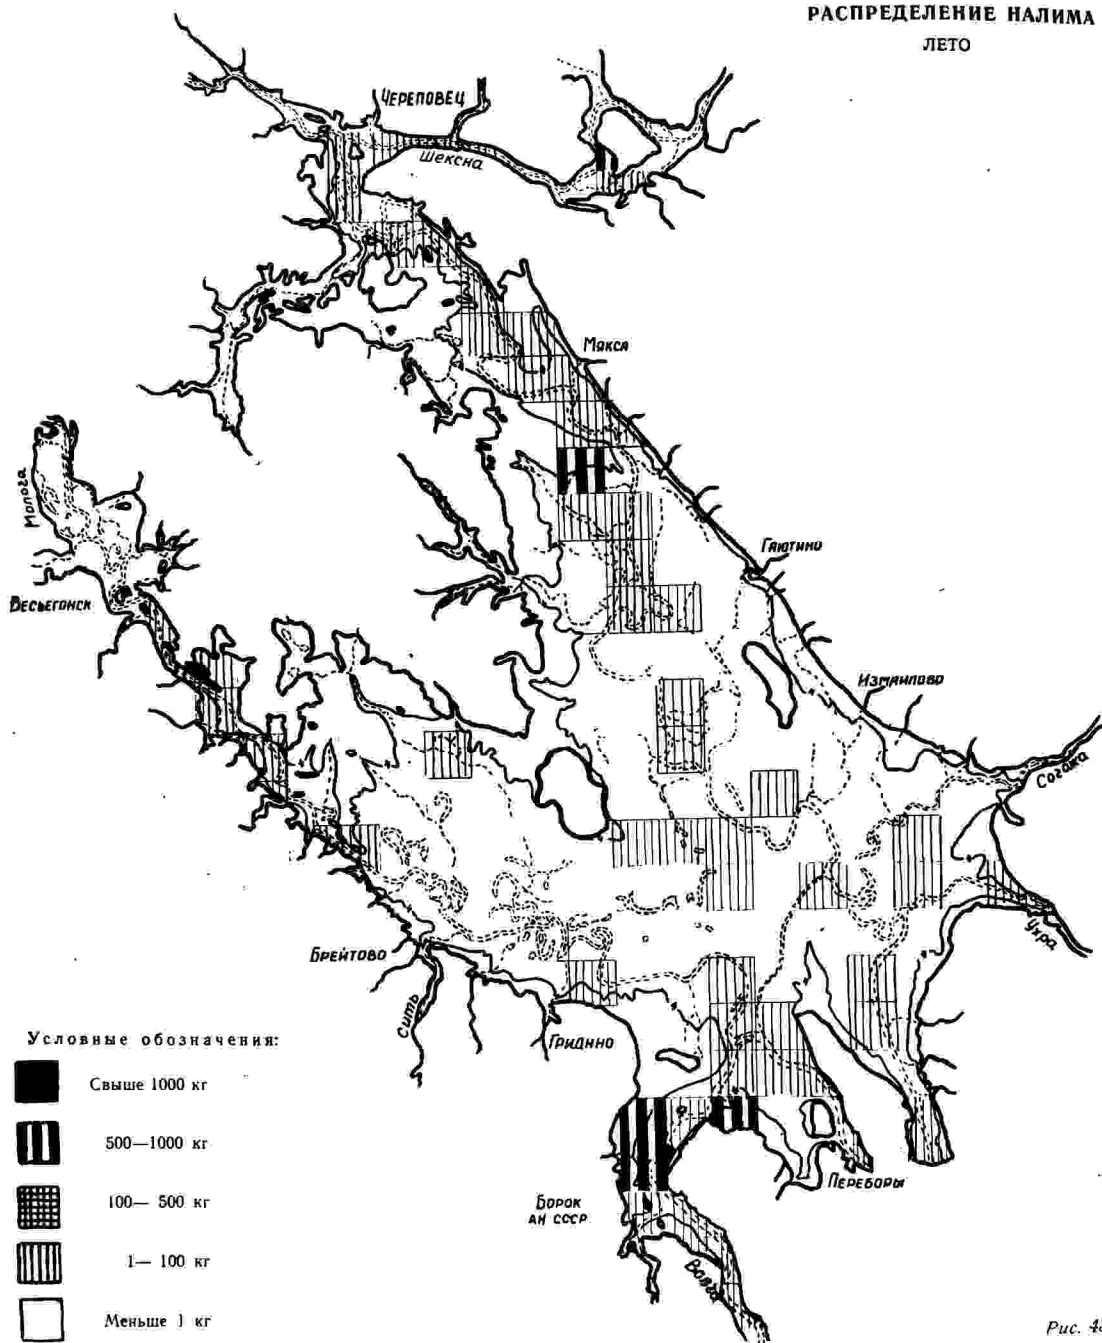 РАСПРЕДЕЛЕНИЕ НАЛИМА
ЛЕТО
ЧЕРЕПОВЕЦ
Шексна
Мякса
Молога
Гаютино
Весьегонск
Измайлово
Согожа
Ухра
Брейтово
Сить
Гридино
Условные обозначения:
Свыше 1000 кг
500—1000 кг
100— 500 кг
1— 100 кг
Меньше 1 кг
Переборы
Борок
АН СССР
Волга
Рис.